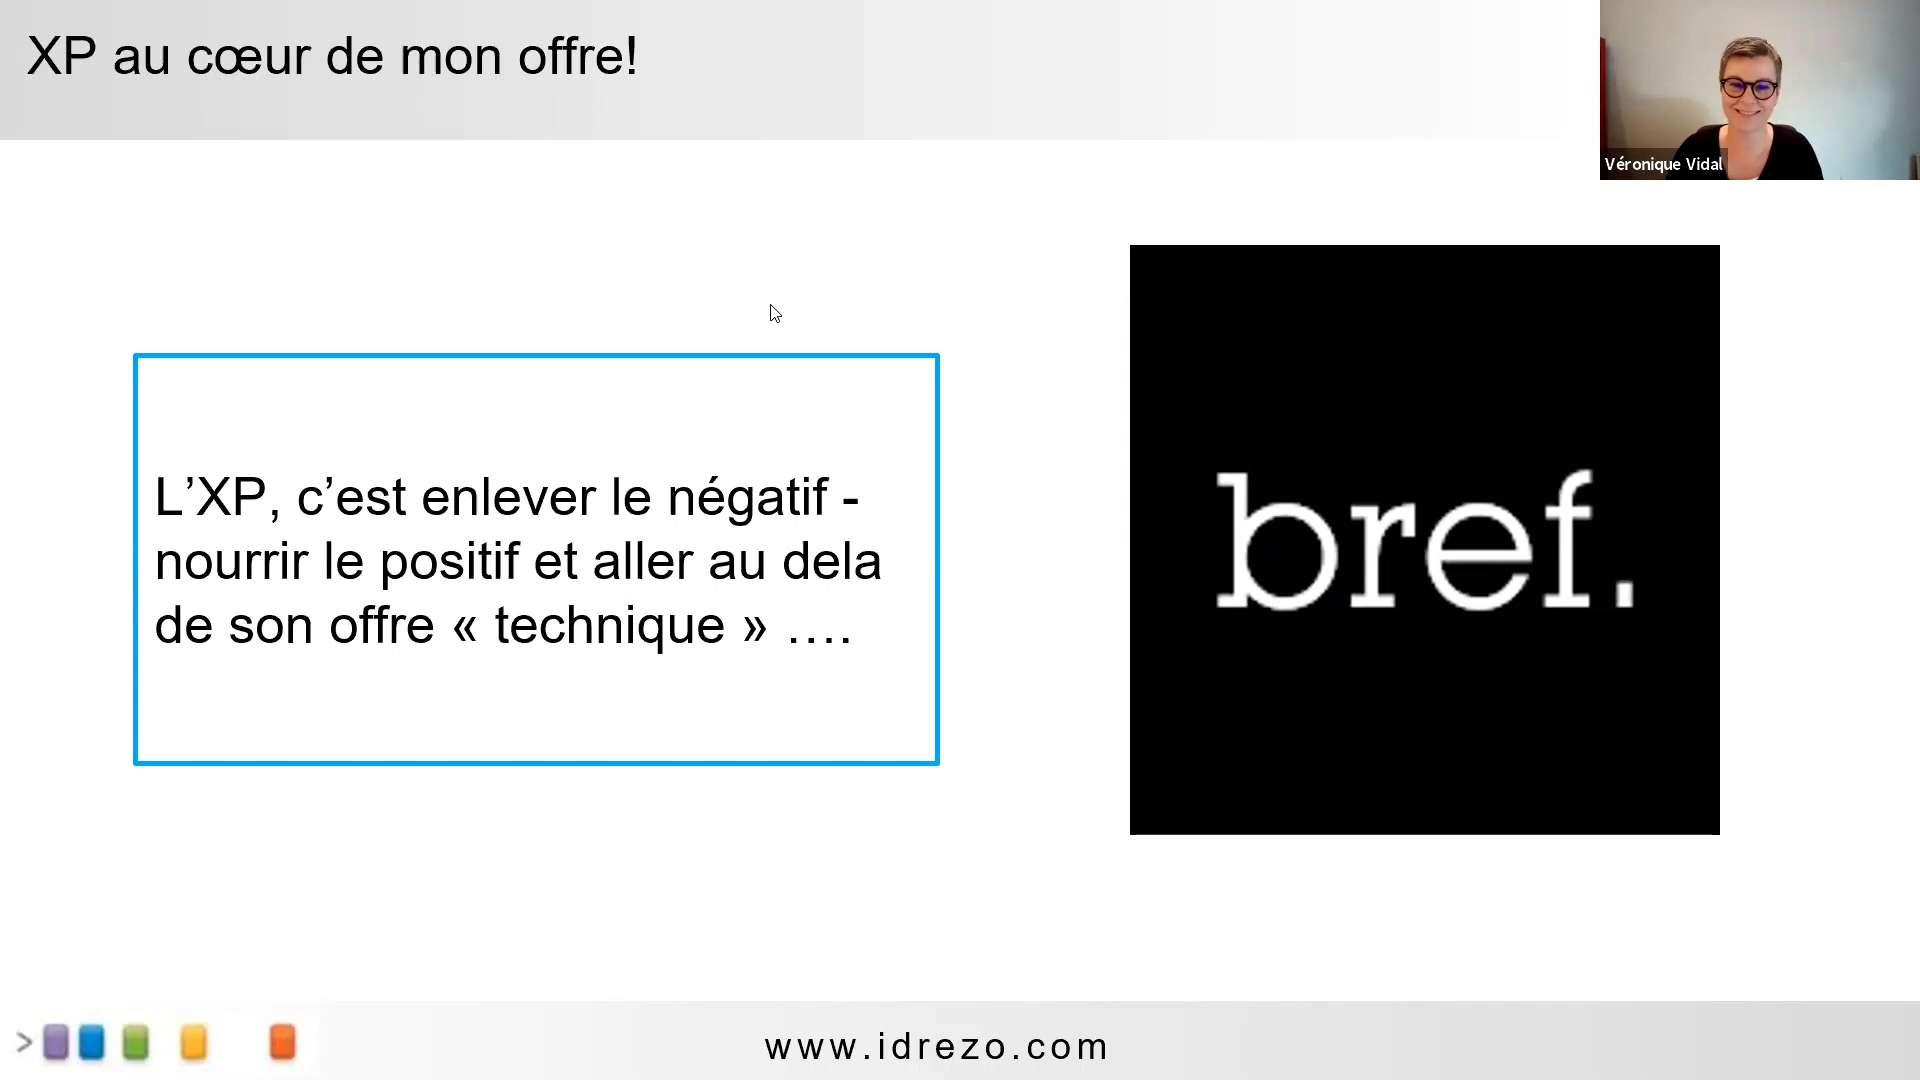 XP au cœur de mon offre!
Véronique Vidal
L’XP, c’est enlever le négatif -
nourrir le positif et aller au dela
de son offre « technique » ….
bref.
www.idrezo.com